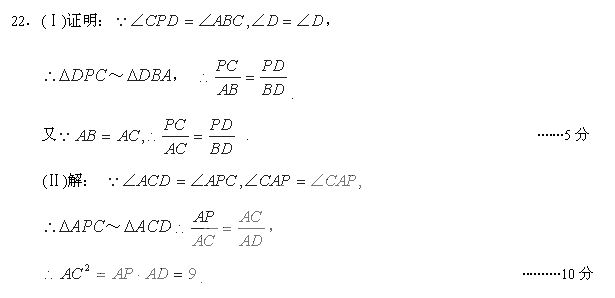 22. (Ⅰ)证明: ∵∠CPD = ∠ABC,∠D = ∠D,
∴ΔDPC～ΔDBA, ∴PC/AB = PD/BD.
又∵AB = AC,∴PC/AC = PD/BD. ·······5分
(Ⅱ)解: ∵∠ACD = ∠APC,∠CAP = ∠CAP,
∴ΔAPC～ΔACD∴AP/AC = AC/AD,
∴AC² = AP · AD = 9. ··········10分